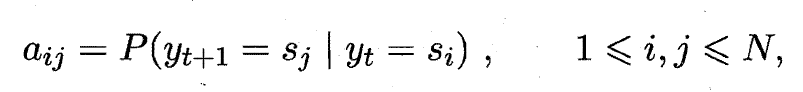 a_{ij} = P(y_{t+1} = s_j | y_t = s_i) , 1 ⩽ i, j ⩽ N,